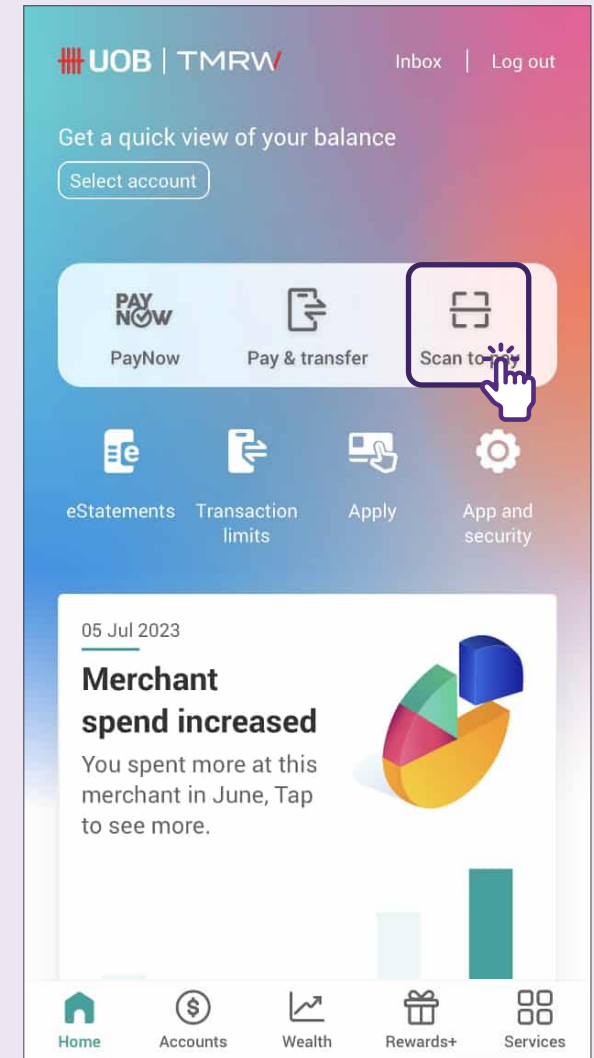 UOB | TMRW
Inbox | Log out
Get a quick view of your balance
Select account
PAY
NOW
PayNow
Pay & transfer
Scan to pay
eStatements
Transaction
limits
Apply
App and
security
05 Jul 2023
Merchant
spend increased
You spent more at this
merchant in June, Tap
to see more.
Home
Accounts
Wealth
Rewards+
Services